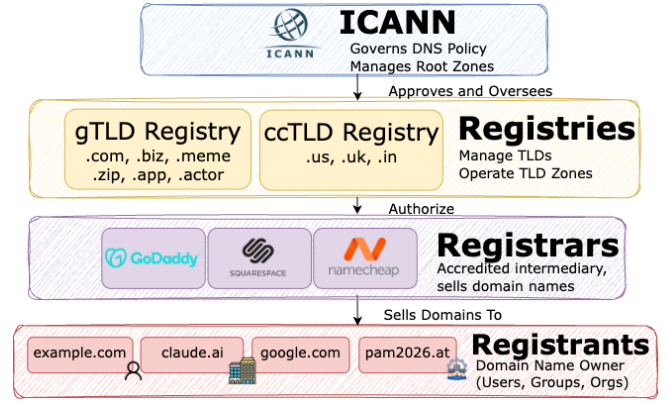 ICANN
ICANN
Governs DNS Policy
Manages Root Zones
Approves and Oversees
gTLD Registry
.com, .biz, .meme
.zip, .app, .actor
ccTLD Registry
.us, .uk, .in
Registries
Manage TLDs
Operate TLD Zones
Authorize
GoDaddy
SQUARESPACE
namecheap
Registrars
Accredited intermediary,
sells domain names
Sells Domains To
example.com
claude.ai
google.com
pam2026.at
Registrants
Domain Name Owner
(Users, Groups, Orgs)